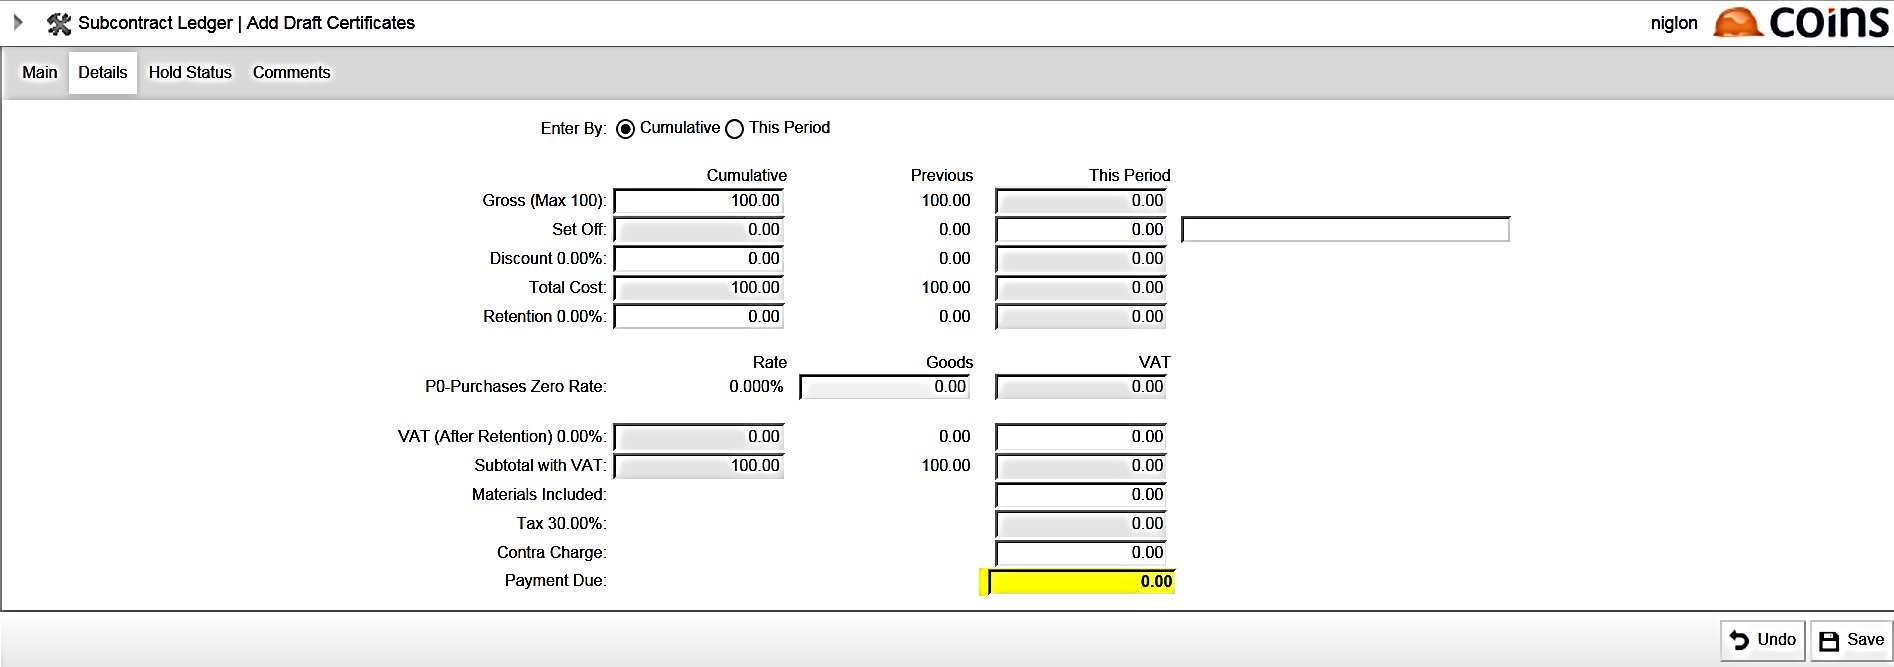 Subcontract Ledger | Add Draft Certificates niglon coins
Main Details Hold Status Comments
Enter By: Cumulative This Period
Cumulative Previous This Period
Gross (Max 100): 100.00 100.00 0.00
Set Off: 0.00 0.00 0.00
Discount 0.00%: 0.00 0.00 0.00
Total Cost: 100.00 100.00 0.00
Retention 0.00%: 0.00 0.00 0.00
Rate Goods VAT
P0-Purchases Zero Rate: 0.000% 0.00 0.00
VAT (After Retention) 0.00%: 0.00 0.00 0.00
Subtotal with VAT: 100.00 100.00 0.00
Materials Included: 0.00
Tax 30.00%: 0.00
Contra Charge: 0.00
Payment Due: 0.00
Undo Save